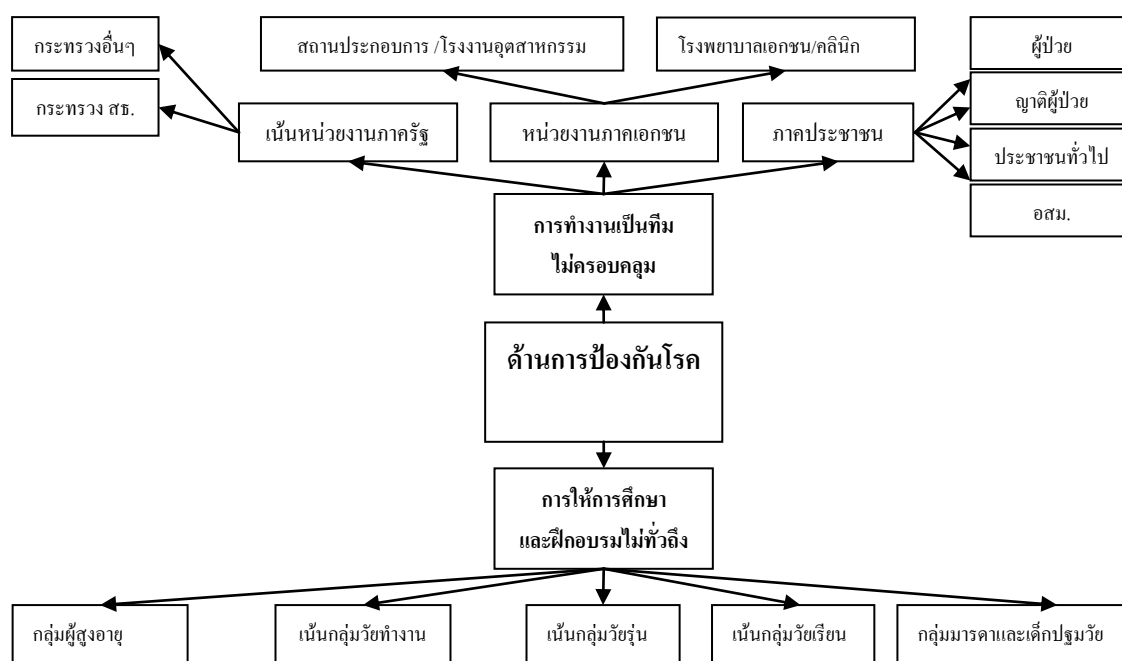 กระทรวงอื่นๆ
สถานประกอบการ /โรงงานอุตสาหกรรม
โรงพยาบาลเอกชน/คลินิก
ผู้ป่วย
กระทรวง สธ.
ญาติผู้ป่วย
เน้นหน่วยงานภาครัฐ
หน่วยงานภาคเอกชน
ภาคประชาชน
ประชาชนทั่วไป
อสม.
การทำงานเป็นทีม
ไม่ครอบคลุม
ด้านการป้องกันโรค
การให้การศึกษา
และฝึกอบรมไม่ทั่วถึง
กลุ่มผู้สูงอายุ
เน้นกลุ่มวัยทำงาน
เน้นกลุ่มวัยรุ่น
เน้นกลุ่มวัยเรียน
กลุ่มมารดาและเด็กปฐมวัย